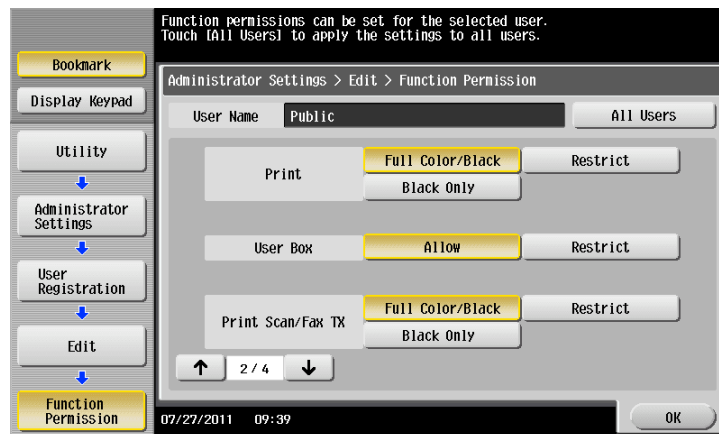 Function permissions can be set for the selected user.
Touch [All Users] to apply the settings to all users.
Bookmark
Display Keypad
Utility
Administrator
Settings
User
Registration
Edit
Function
Permission
Administrator Settings > Edit > Function Permission
User Name Public All Users
Print Full Color/Black Restrict
Black Only
User Box Allow Restrict
Print Scan/Fax TX Full Color/Black Restrict
Black Only
↑ 2/4 ↓
07/27/2011 09:39 OK